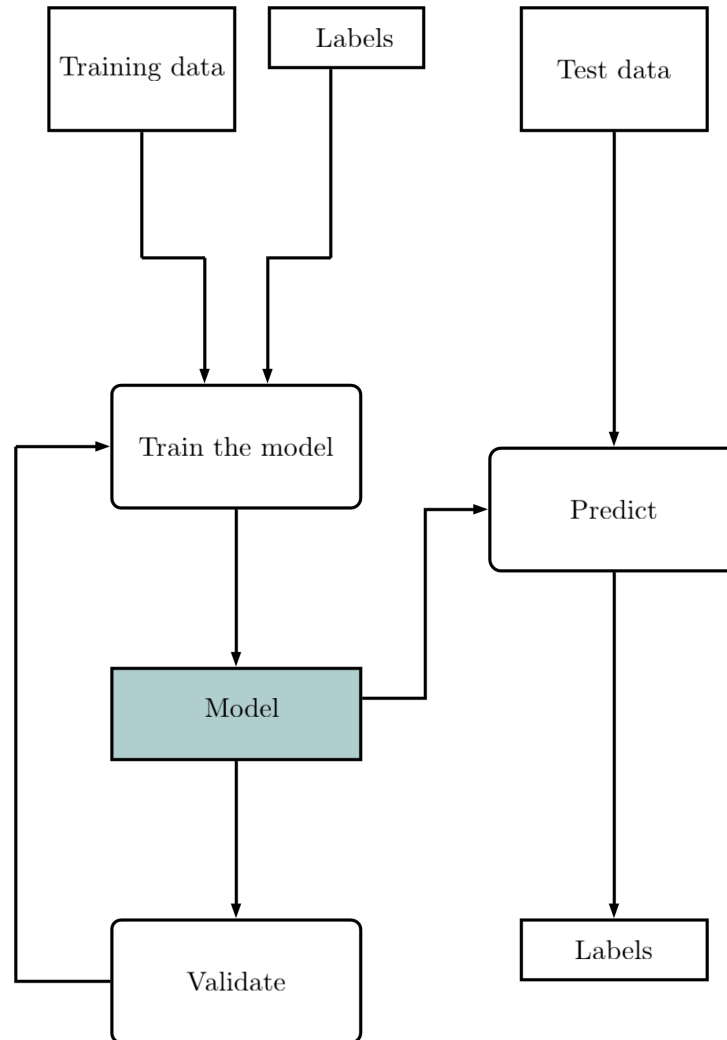 Training data
Labels
Test data
Train the model
Predict
Model
Labels
Validate